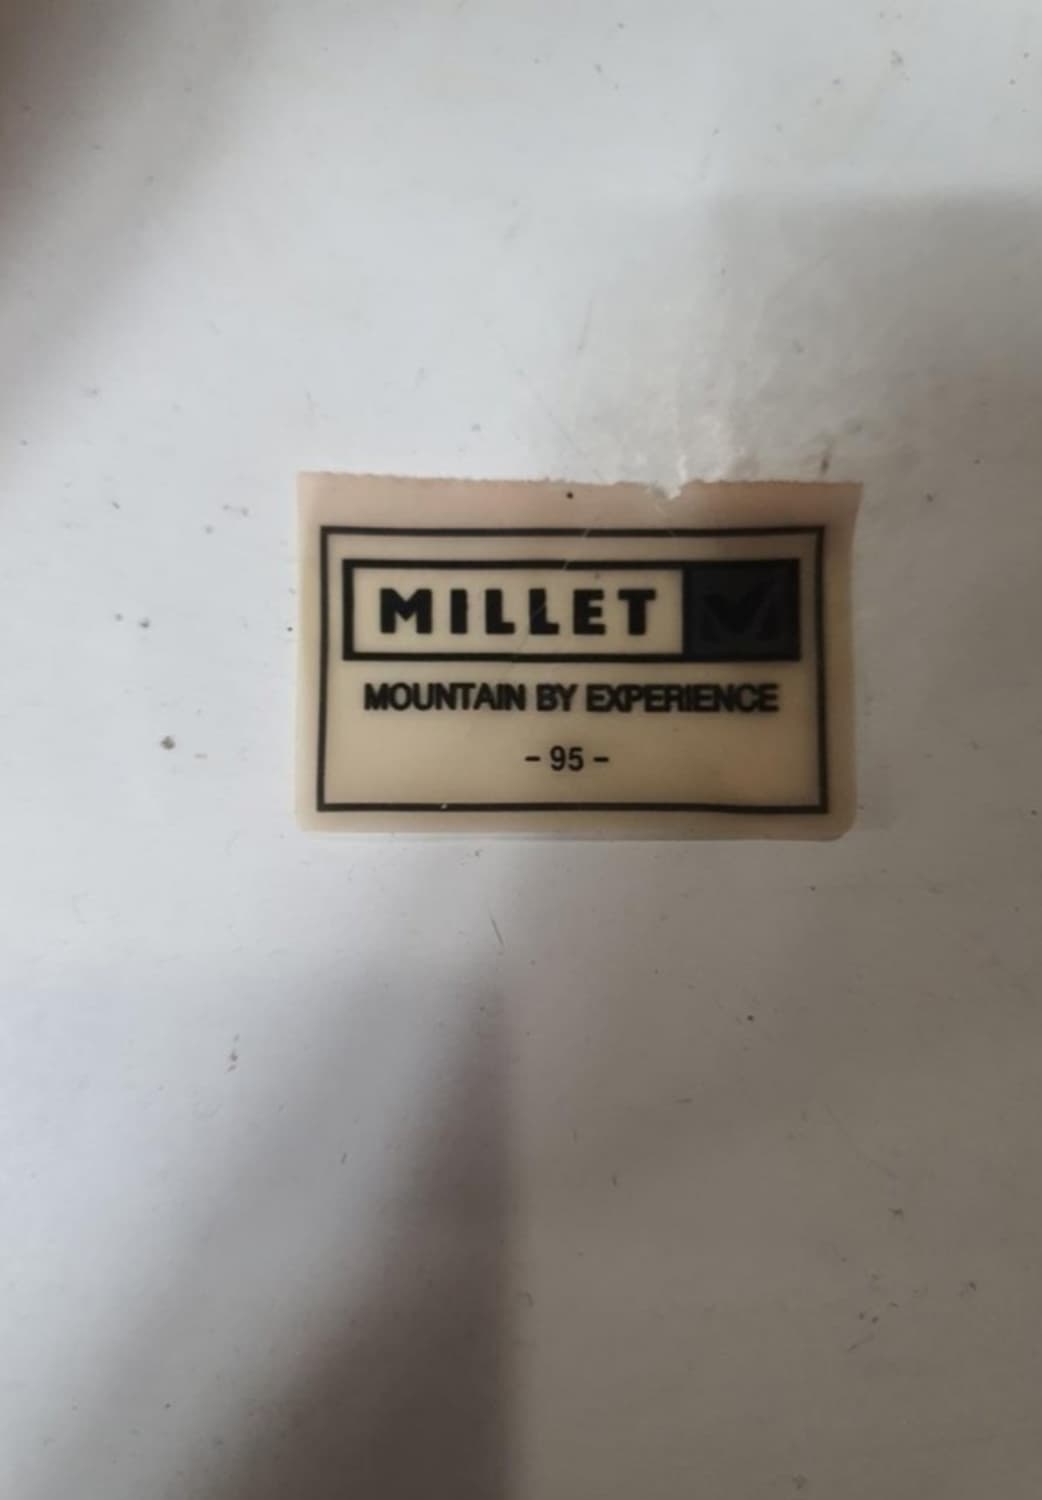 MILLET
MOUNTAIN BY EXPERIENCE
- 95 -